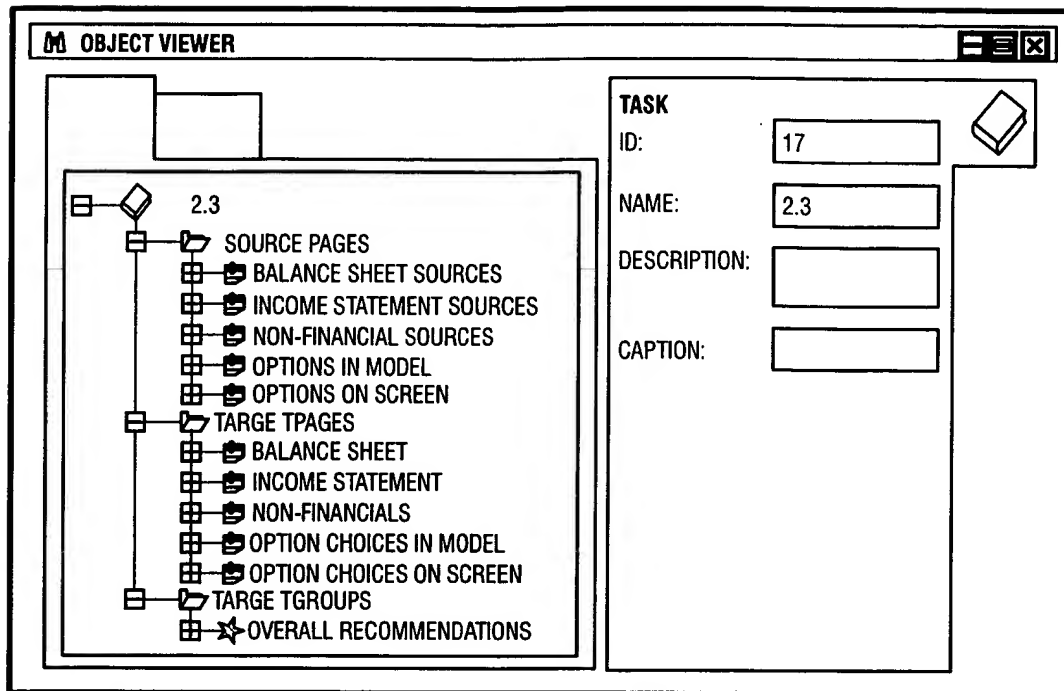 OBJECT VIEWER
2.3
SOURCE PAGES
BALANCE SHEET SOURCES
INCOME STATEMENT SOURCES
NON-FINANCIAL SOURCES
OPTIONS IN MODEL
OPTIONS ON SCREEN
TARGE TPAGES
BALANCE SHEET
INCOME STATEMENT
NON-FINANCIALS
OPTION CHOICES IN MODEL
OPTION CHOICES ON SCREEN
TARGE TGROUPS
OVERALL RECOMMENDATIONS
TASK
ID: 17
NAME: 2.3
DESCRIPTION:
CAPTION: